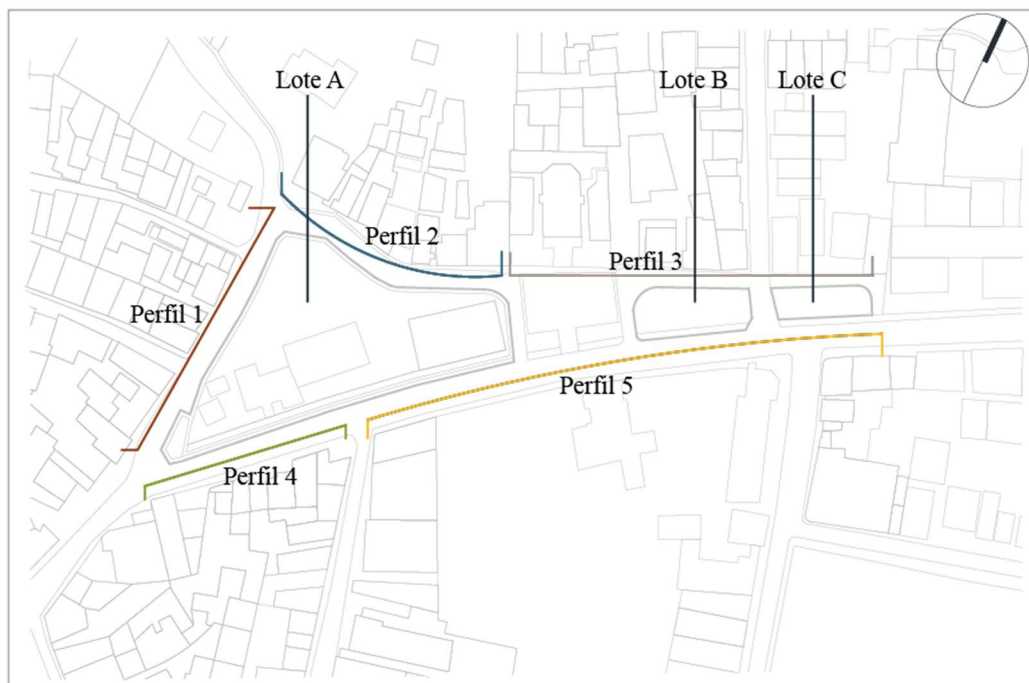 Lote A
Lote B
Lote C
Perfil 2
Perfil 3
Perfil 1
Perfil 5
Perfil 4